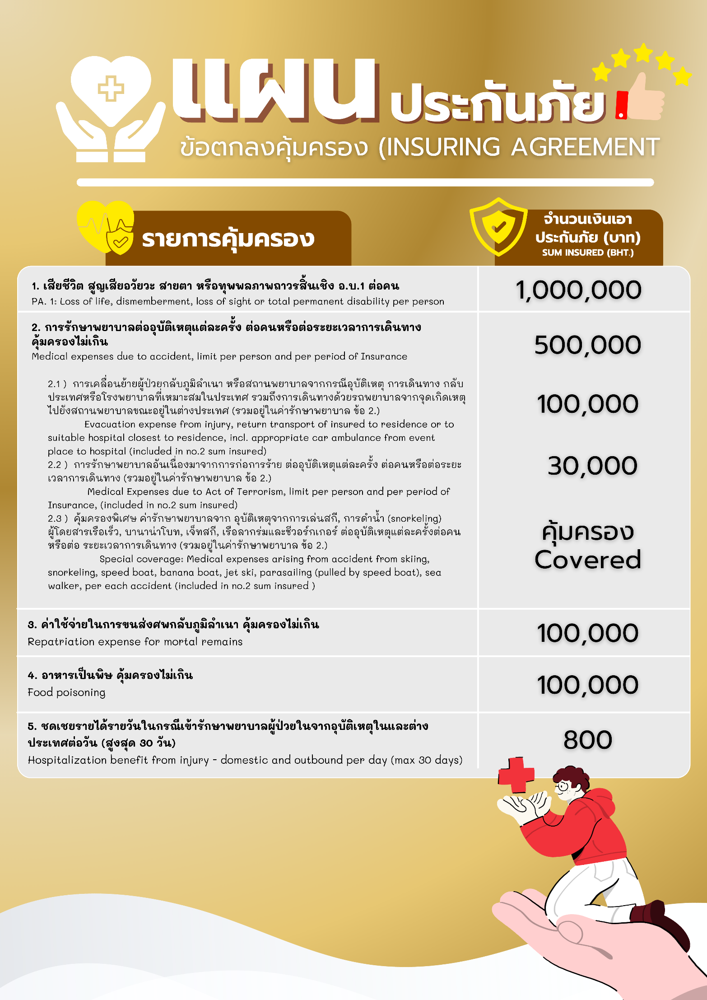 แผน ประกันภัย
ข้อตกลงคุ้มครอง (INSURING AGREEMENT
รายการคุ้มครอง
จำนวนเงินเอา
ประกันภัย (บาท)
SUM INSURED (BHT.)
1. เสียชีวิต สูญเสียอวัยวะ สายตา หรือทุพพลภาพถาวรสิ้นเชิง อ.บ.1 ต่อคน
PA. 1: Loss of life, dismemberment, loss of sight or total permanent disability per person
1,000,000
2. การรักษาพยาบาลต่ออุบัติเหตุแต่ละครั้ง ต่อคนหรือต่อระยะเวลาการเดินทาง
คุ้มครองไม่เกิน
Medical expenses due to accident, limit per person and per period of Insurance
500,000
2.1 ) การเคลื่อนย้ายผู้ป่วยกลับภูมิลำเนา หรือสถานพยาบาลจากกรณีอุบัติเหตุ การเดินทาง กลับ
ประเทศหรือโรงพยาบาลที่เหมาะสมในประเทศ รวมถึงการเดินทางด้วยรถพยาบาลจากจุดเกิดเหตุ
ไปยังสถานพยาบาลขณะอยู่ในต่างประเทศ (รวมอยู่ในค่ารักษาพยาบาล ข้อ 2.)
Evacuation expense from injury, return transport of insured to residence or to
suitable hospital closest to residence, incl. appropriate car ambulance from event
place to hospital (included in no.2 sum insured)
100,000
2.2 ) การรักษาพยาบาลอันเนื่องมาจากการก่อการร้าย ต่ออุบัติเหตุแต่ละครั้ง ต่อคนหรือต่อระยะ
เวลาการเดินทาง (รวมอยู่ในค่ารักษาพยาบาล ข้อ 2.)
Medical Expenses due to Act of Terrorism, limit per person and per period of
Insurance, (included in no.2 sum insured)
30,000
2.3 ) คุ้มครองพิเศษ ค่ารักษาพยาบาลจาก อุบัติเหตุจากการเล่นสกี, การดำน้ำ (snorkeling)
ผู้โดยสารเรือเร็ว, บานาน่าโบท, เจ็ทสกี, เรือลากร่มและชีวอร์กเกอร์ ต่ออุบัติเหตุแต่ละครั้งต่อคน
หรือต่อ ระยะเวลาการเดินทาง (รวมอยู่ในค่ารักษาพยาบาล ข้อ 2.)
Special coverage: Medical expenses arising from accident from skiing,
snorkeling, speed boat, banana boat, jet ski, parasailing (pulled by speed boat), sea
walker, per each accident (included in no.2 sum insured )
คุ้มครอง
Covered
3. ค่าใช้จ่ายในการขนส่งศพกลับภูมิลำเนา คุ้มครองไม่เกิน
Repatriation expense for mortal remains
100,000
4. อาหารเป็นพิษ คุ้มครองไม่เกิน
Food poisoning
100,000
5. ชดเชยรายได้รายวันในกรณีเข้ารักษาพยาบาลผู้ป่วยในจากอุบัติเหตุในและต่าง
ประเทศต่อวัน (สูงสุด 30 วัน)
Hospitalization benefit from injury - domestic and outbound per day (max 30 days)
800